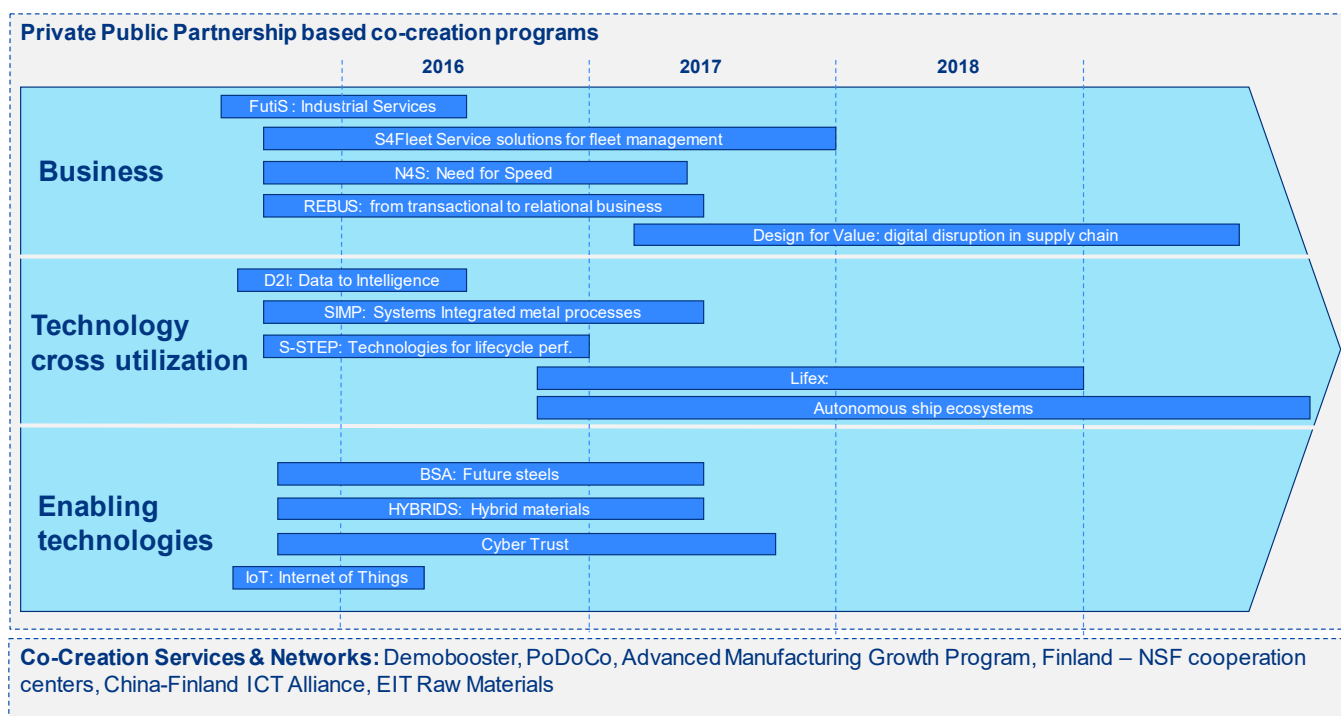 Private Public Partnership based co-creation programs
2016
2017
2018
Business
FutiS : Industrial Services
S4Fleet Service solutions for fleet management
N4S: Need for Speed
REBUS: from transactional to relational business
Design for Value: digital disruption in supply chain
Technology
cross utilization
D2I: Data to Intelligence
SIMP: Systems Integrated metal processes
S-STEP: Technologies for lifecycle perf.
Lifex:
Autonomous ship ecosystems
Enabling
technologies
BSA: Future steels
HYBRIDS: Hybrid materials
Cyber Trust
IoT: Internet of Things
Co-Creation Services & Networks: Demobooster, PoDoCo, Advanced Manufacturing Growth Program, Finland – NSF cooperation
centers, China-Finland ICT Alliance, EIT Raw Materials